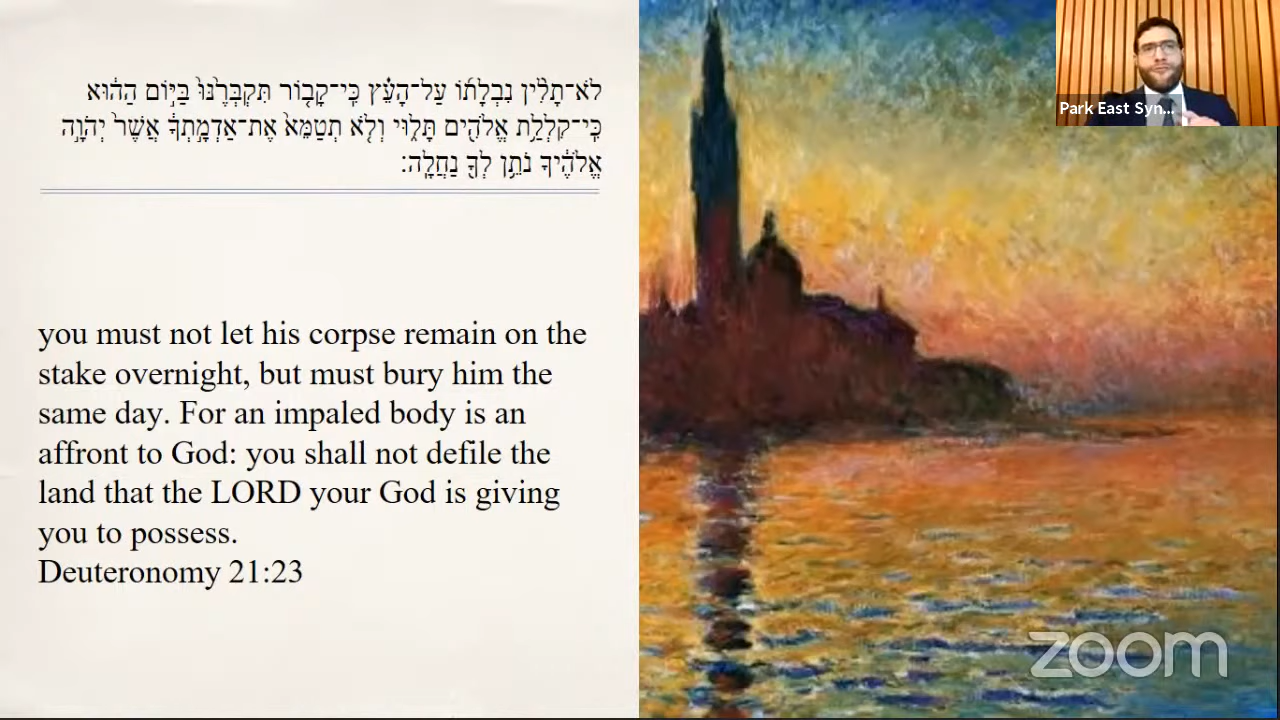 לֹא־תָלִ֨ין נִבְלָת֜וֹ עַל־הָעֵ֗ץ כִּֽי־קָב֤וֹר תִּקְבְּרֶ֙נּוּ֙ בַּיּ֣וֹם הַה֔וּא
כִּֽי־קִלְלַ֥ת אֱלֹהִ֖ים תָּל֑וּי וְלֹ֤א תְטַמֵּא֙ אֶת־אַדְמָ֣תְךָ֔ אֲשֶׁר֙ יְהֹוָ֣ה
אֱלֹהֶ֔יךָ נֹתֵ֥ן לְךָ֖ נַחֲלָֽה׃
you must not let his corpse remain on the
stake overnight, but must bury him the
same day. For an impaled body is an
affront to God: you shall not defile the
land that the LORD your God is giving
you to possess.
Deuteronomy 21:23
Park East Syn...
zoom